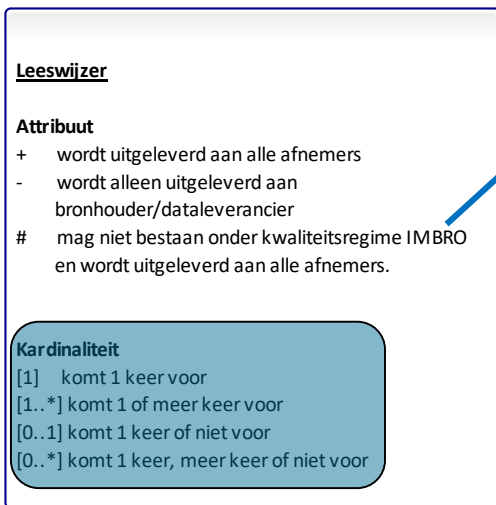 Leeswijzer
Attribuut
+ wordt uitgeleverd aan alle afnemers
- wordt alleen uitgeleverd aan
bronhouder/dataleverancier
# mag niet bestaan onder kwaliteitsregime IMBRO
en wordt uitgeleverd aan alle afnemers.
Kardinaliteit
[1] komt 1 keer voor
[1..*] komt 1 of meer keer voor
[0..1] komt 1 keer of niet voor
[0..*] komt 1 keer, meer keer of niet voor